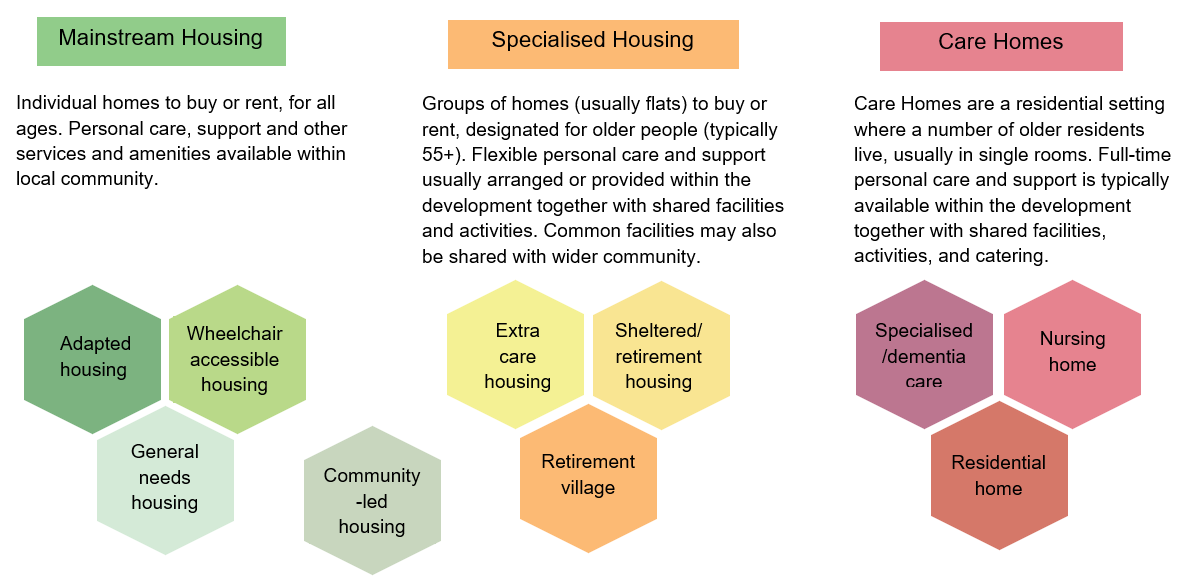 Mainstream Housing
Individual homes to buy or rent, for all
ages. Personal care, support and other
services and amenities available within
local community.
Adapted
housing
Wheelchair
accessible
housing
General
needs
housing
Community
-led
housing
Specialised Housing
Groups of homes (usually flats) to buy or
rent, designated for older people (typically
55+). Flexible personal care and support
usually arranged or provided within the
development together with shared facilities
and activities. Common facilities may also
be shared with wider community.
Extra
care
housing
Sheltered/
retirement
housing
Retirement
village
Care Homes
Care Homes are a residential setting
where a number of older residents
live, usually in single rooms. Full-time
personal care and support is typically
available within the development
together with shared facilities,
activities, and catering.
Specialised
/dementia
care
Nursing
home
Residential
home